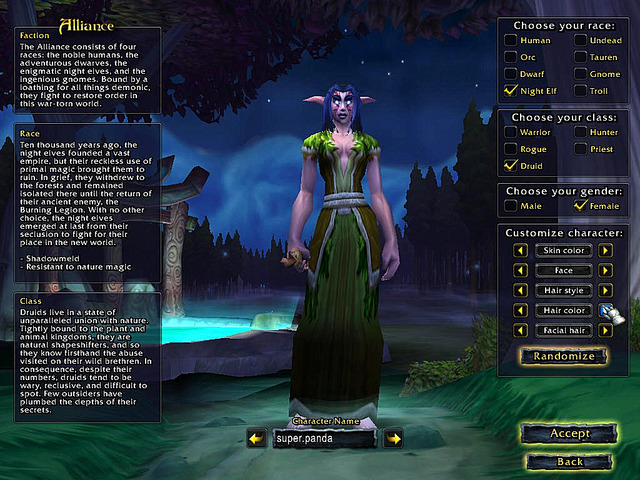 Alliance
Faction
The Alliance consists of four
races: the noble humans, the
adventurous dwarves, the
enigmatic night elves, and the
ingenious gnomes. Bound by a
loathing for all things demonic,
they fight to restore order in
this war-torn world.
Race
Ten thousand years ago, the
night elves founded a vast
empire, but their reckless use of
primal magic brought them to
ruin. In grief, they withdrew to
the forests and remained
isolated there until the return of
their ancient enemy, the
Burning Legion. With no other
choice, the night elves
emerged at last from their
seclusion to fight for their
place in the new world.
- Shadowmeld
- Resistant to nature magic
Class
Druids live in a state of
unparalleled union with nature.
Tightly bound to the plant and
animal kingdoms, they are
natural shapeshifters, and so
they know firsthand the abuse
visited on their wild brethren. In
consequence, despite their
numbers, druids tend to be
wary, reclusive, and difficult to
spot. Few outsiders have
plumbed the depths of their
secrets.
Character Name
super.panda
Choose your race:
Human Undead
Orc Tauren
Dwarf Gnome
Night Elf Troll
Choose your class:
Warrior Hunter
Rogue Priest
Druid
Choose your gender:
Male Female
Customize character:
Skin color
Face
Hair style
Hair color
Facial hair
Randomize
Accept
Back